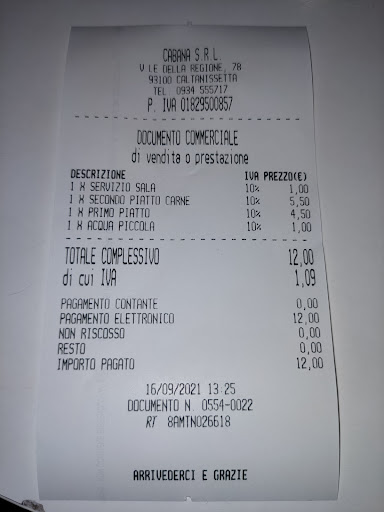 CABANA S.R.L.
V.LE DELLA REGIONE, 78
93100 CALTANISSETTA
TEL. 0934 555717
P. IVA 01829500857
DOCUMENTO COMMERCIALE
di vendita o prestazione
DESCRIZIONE IVA PREZZO(€)
1 X SERVIZIO SALA 10% 1,00
1 X SECONDO PIATTO CARNE 10% 5,50
1 X PRIMO PIATTO 10% 4,50
1 X ACQUA PICCOLA 10% 1,00
TOTALE COMPLESSIVO 12,00
di cui IVA 1,09
PAGAMENTO CONTANTE 0,00
PAGAMENTO ELETTRONICO 12,00
NON RISCOSSO 0,00
RESTO 0,00
IMPORTO PAGATO 12,00
16/09/2021 13:25
DOCUMENTO N. 0554-0022
RT 8AMTN026618
ARRIVEDERCI E GRAZIE